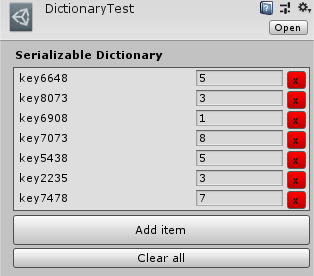 DictionaryTest
Open
Serializable Dictionary
key6648 5 x
key8073 3 x
key6908 1 x
key7073 8 x
key5438 5 x
key2235 3 x
key7478 7 x
Add item
Clear all